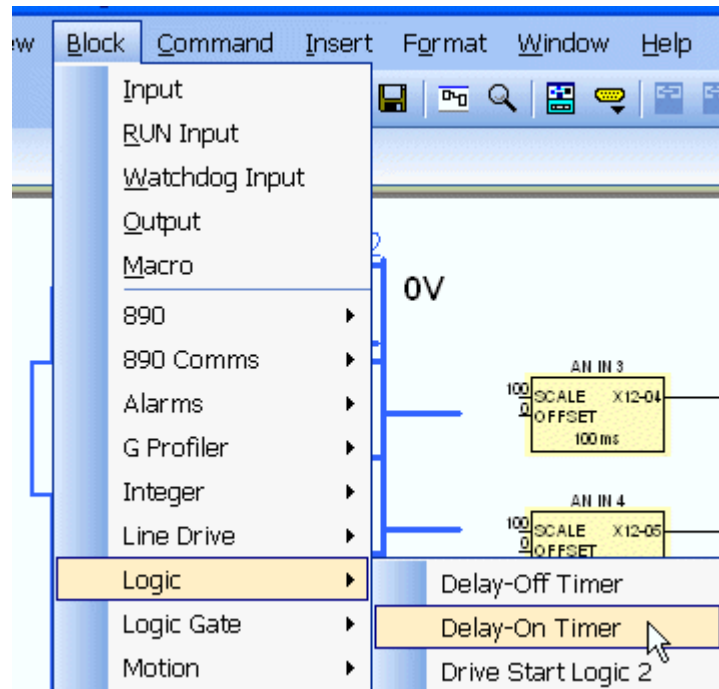 Block Command Insert Format Window Help
Input
RUN Input
Watchdog Input
Output
Macro
890
890 Comms
Alarms
G Profiler
Integer
Line Drive
Logic
Logic Gate
Motion
0V
AN IN 3
100 SCALE X12-04
0 OFFSET
100 ms
AN IN 4
100 SCALE X12-05
0 OFFSET
Delay-Off Timer
Delay-On Timer
Drive Start Logic 2